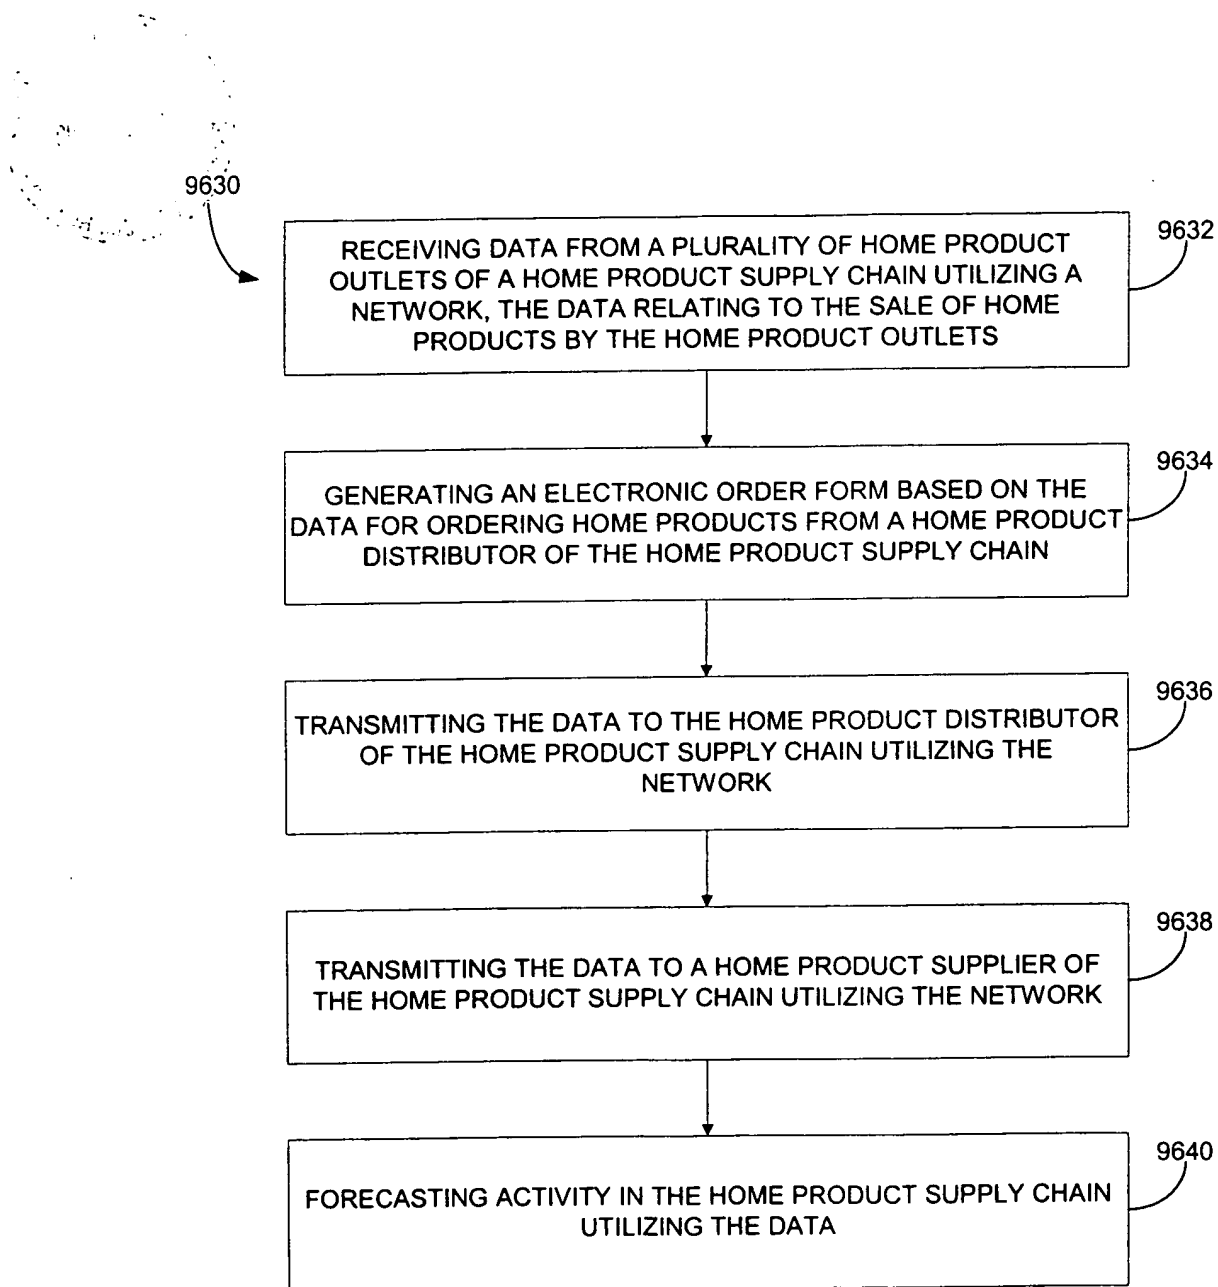 9630
9632
RECEIVING DATA FROM A PLURALITY OF HOME PRODUCT
OUTLETS OF A HOME PRODUCT SUPPLY CHAIN UTILIZING A
NETWORK, THE DATA RELATING TO THE SALE OF HOME
PRODUCTS BY THE HOME PRODUCT OUTLETS
9634
GENERATING AN ELECTRONIC ORDER FORM BASED ON THE
DATA FOR ORDERING HOME PRODUCTS FROM A HOME PRODUCT
DISTRIBUTOR OF THE HOME PRODUCT SUPPLY CHAIN
9636
TRANSMITTING THE DATA TO THE HOME PRODUCT DISTRIBUTOR
OF THE HOME PRODUCT SUPPLY CHAIN UTILIZING THE
NETWORK
9638
TRANSMITTING THE DATA TO A HOME PRODUCT SUPPLIER OF
THE HOME PRODUCT SUPPLY CHAIN UTILIZING THE NETWORK
9640
FORECASTING ACTIVITY IN THE HOME PRODUCT SUPPLY CHAIN
UTILIZING THE DATA